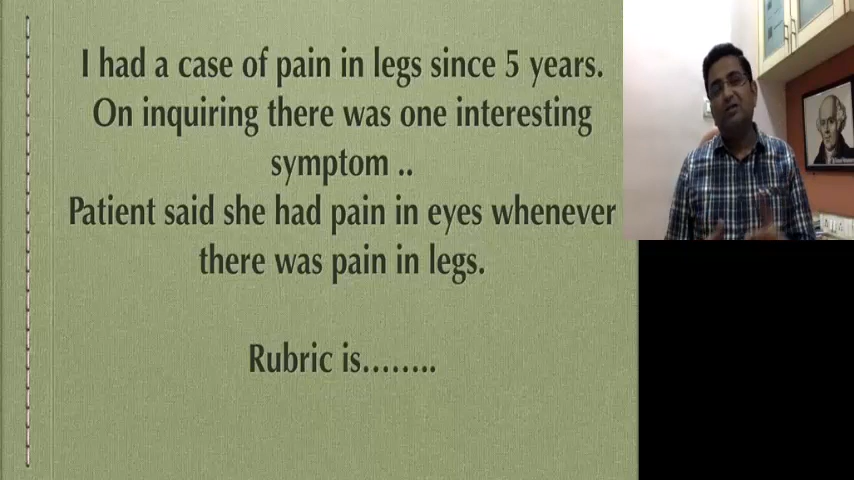 I had a case of pain in legs since 5 years.
On inquiring there was one interesting
symptom ..
Patient said she had pain in eyes whenever
there was pain in legs.
Rubric is........